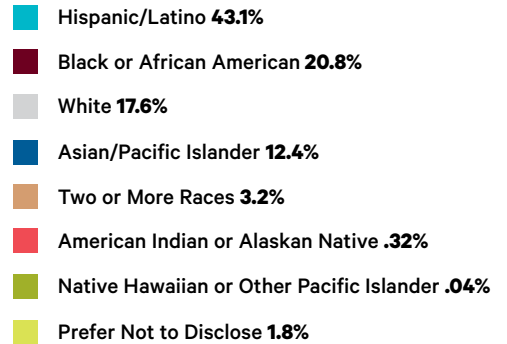 Hispanic/Latino 43.1%
Black or African American 20.8%
White 17.6%
Asian/Pacific Islander 12.4%
Two or More Races 3.2%
American Indian or Alaskan Native .32%
Native Hawaiian or Other Pacific Islander .04%
Prefer Not to Disclose 1.8%